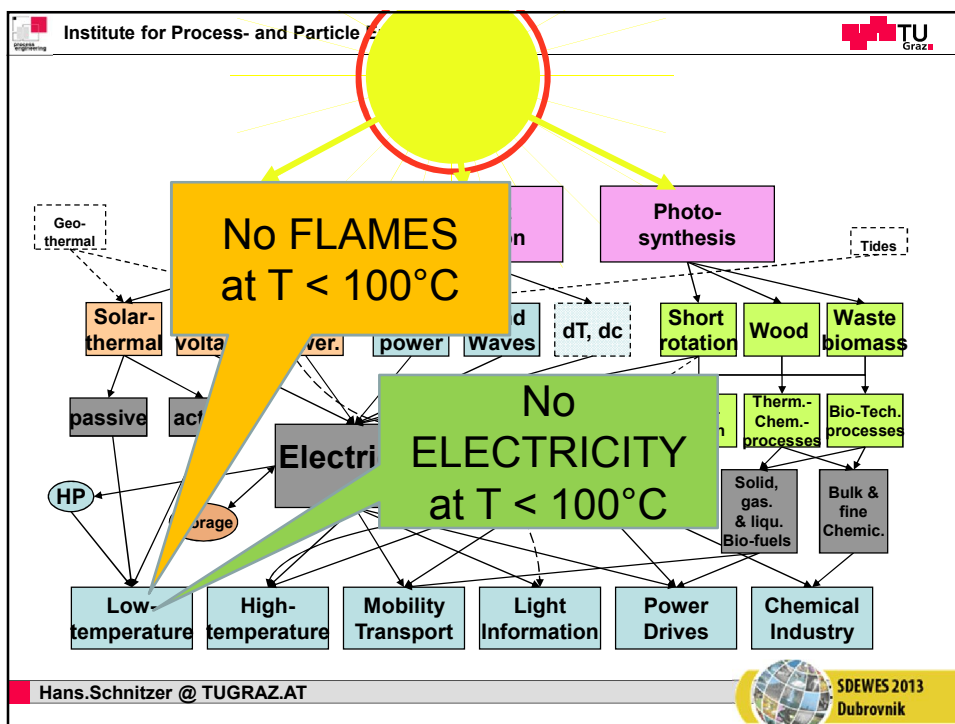 process
engineering
Institute for Process- and Particle
TU
Graz
Geo-
thermal
No FLAMES
at T < 100°C
Photo-
synthesis
Tides
Solar-
thermal
power
Waves
dT, dc
Short
rotation
Wood
Waste
biomass
passive
No
ELECTRICITY
at T < 100°C
Therm.-
Chem.-
processes
Bio-Tech.
processes
HP
Solid,
gas.
& liqu.
Bio-fuels
Bulk &
fine
Chemic.
Low-
temperature
High-
temperature
Mobility
Transport
Light
Information
Power
Drives
Chemical
Industry
Hans.Schnitzer @ TUGRAZ.AT
SDEWES 2013
Dubrovnik